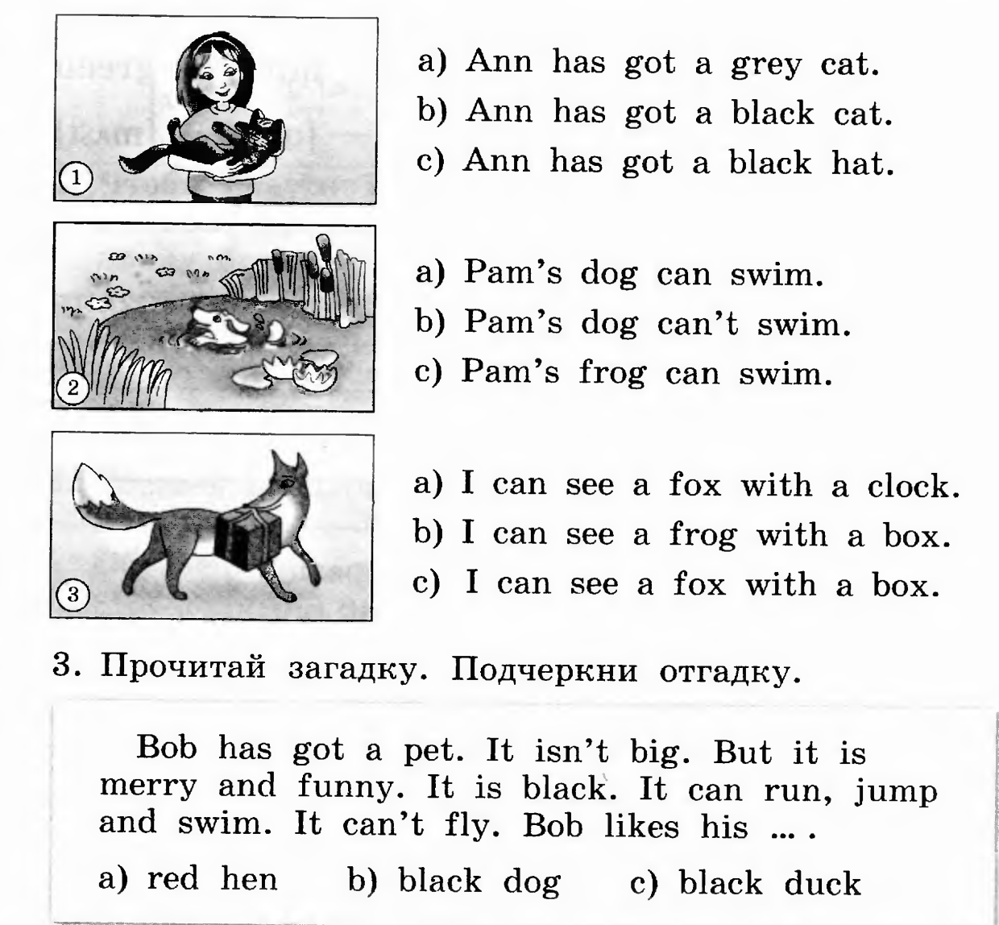 1
a) Ann has got a grey cat.
b) Ann has got a black cat.
c) Ann has got a black hat.
2
a) Pam's dog can swim.
b) Pam's dog can't swim.
c) Pam's frog can swim.
3
a) I can see a fox with a clock.
b) I can see a frog with a box.
c) I can see a fox with a box.
3. Прочитай загадку. Подчеркни отгадку.
Bob has got a pet. It isn't big. But it is
merry and funny. It is black. It can run, jump
and swim. It can't fly. Bob likes his ... .
a) red hen b) black dog c) black duck